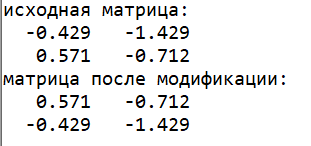 исходная матрица:
-0.429 -1.429
0.571 -0.712
матрица после модификации:
0.571 -0.712
-0.429 -1.429